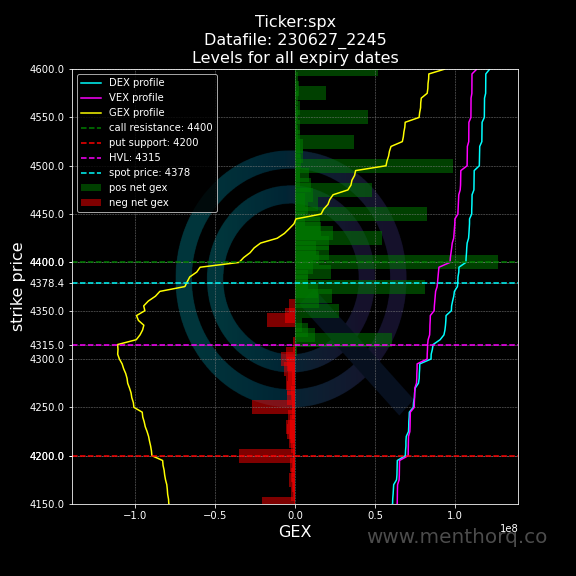 Ticker:spx
Datafile: 230627_2245
Levels for all expiry dates
DEX profile
VEX profile
GEX profile
call resistance: 4400
put support: 4200
HVL: 4315
spot price: 4378
pos net gex
neg net gex
strike price
4600.0
4550.0
4500.0
4450.0
4400.0
4378.4
4350.0
4315.0
4300.0
4250.0
4200.0
4150.0
−1.0 −0.5 0.0 0.5 1.0
1e8
GEX
www.menthorq.co